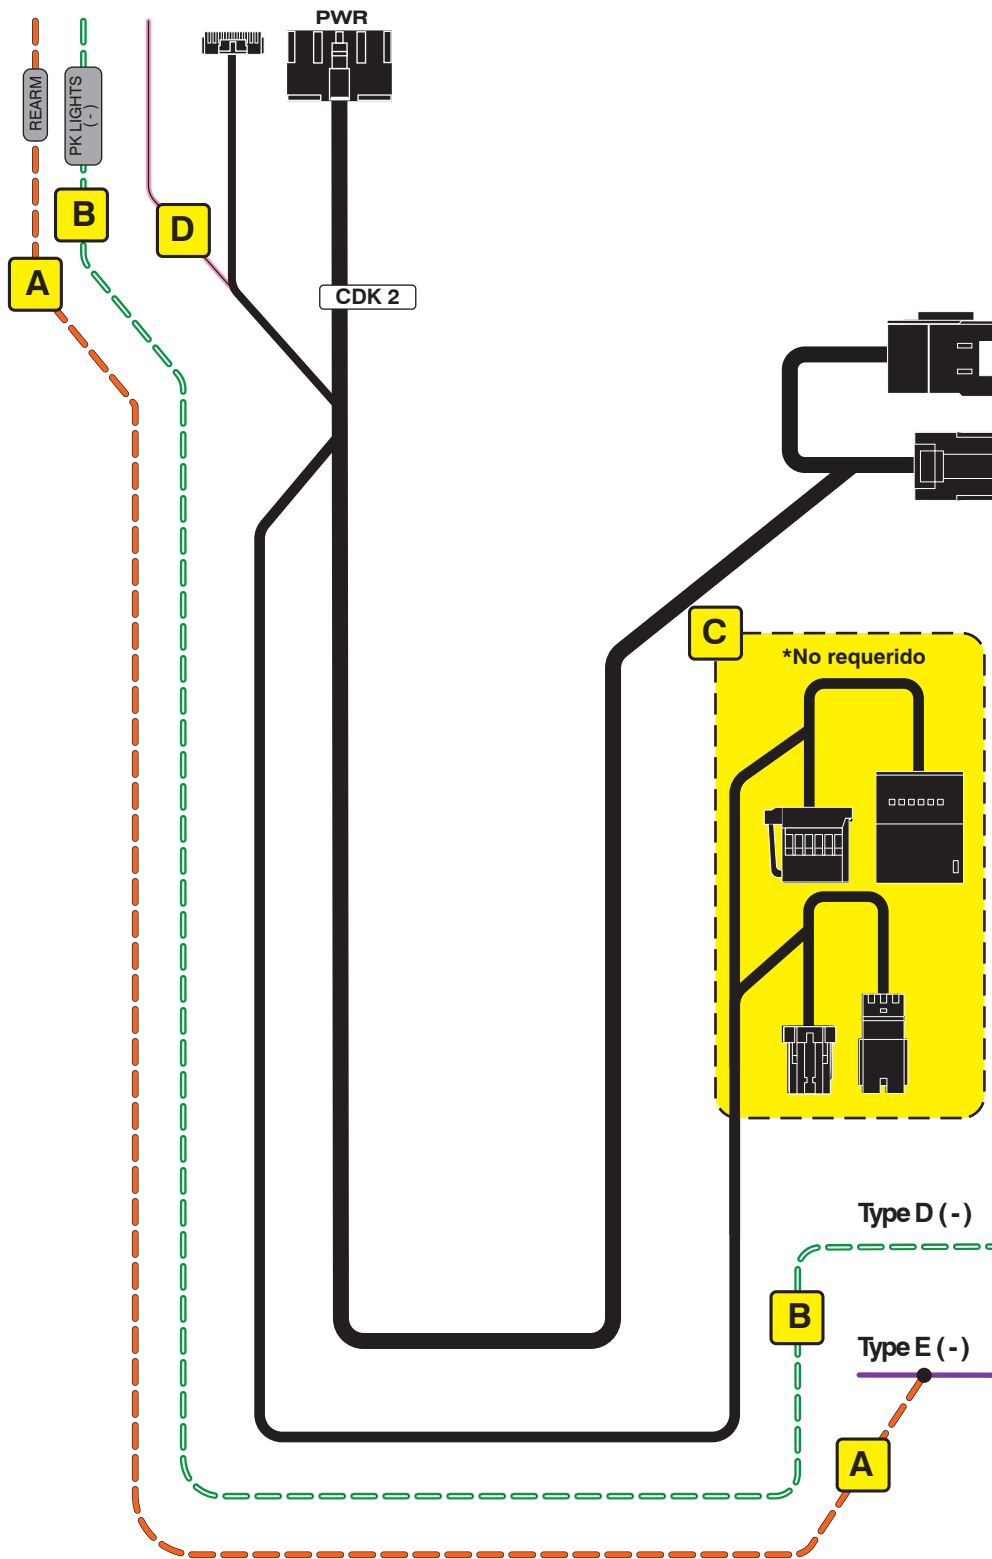 PWR
REARM
PK LIGHTS
(-)
B
D
A
CDK 2
C
*No requerido
Type D (-)
B
Type E (-)
A